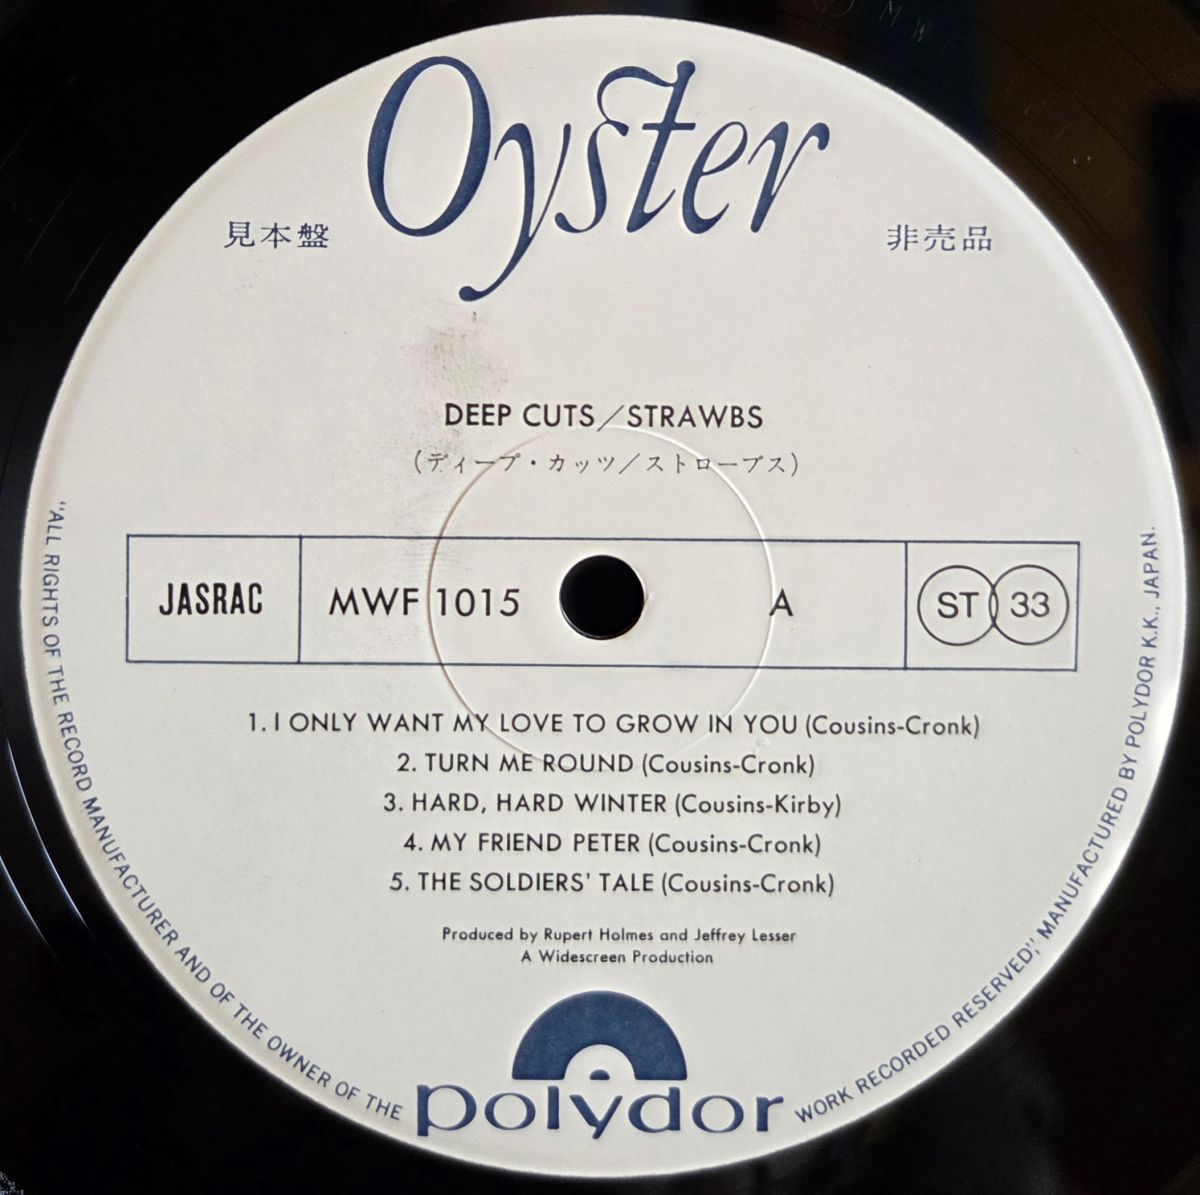 Oyster
見本盤
非売品
DEEP CUTS／STRAWBS
(ディープ・カッツ／ストローブス)
JASRAC
MWF 1015
A
ST 33
1. I ONLY WANT MY LOVE TO GROW IN YOU (Cousins-Cronk)
2. TURN ME ROUND (Cousins-Cronk)
3. HARD, HARD WINTER (Cousins-Kirby)
4. MY FRIEND PETER (Cousins-Cronk)
5. THE SOLDIERS' TALE (Cousins-Cronk)
Produced by Rupert Holmes and Jeffrey Lesser
A Widescreen Production
polydor
"ALL RIGHTS OF THE RECORD MANUFACTURER AND OF THE OWNER OF THE WORK RECORDED RESERVED," MANUFACTURED BY POLYDOR K.K., JAPAN.